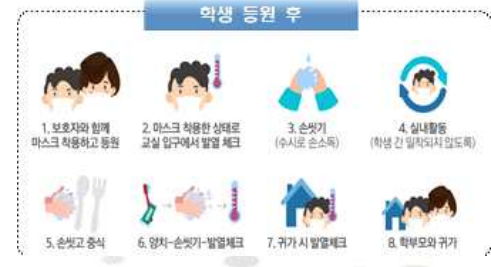 학생 등원 후
1. 보호자와 함께
마스크 착용하고 등원
2. 마스크 착용한 상태로
교실 입구에서 발열 체크
3. 손씻기
(수시로 손소독)
4. 실내활동
(학생 간 밀착되지 않도록)
5. 손씻고 중식
6. 양치-손씻기-발열체크
7. 귀가 시 발열체크
8. 학부모와 귀가